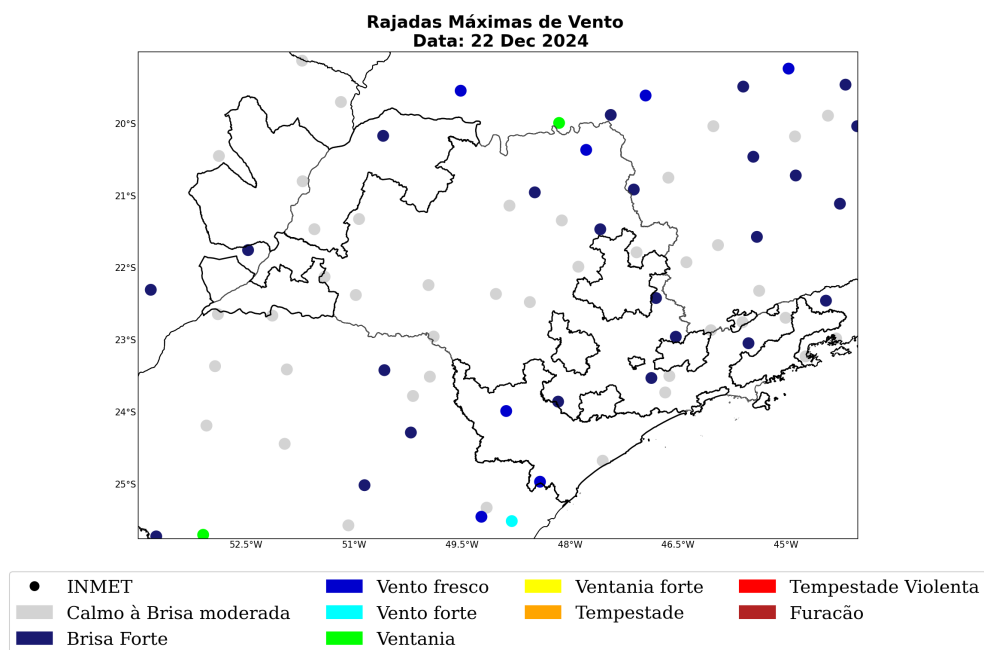 Rajadas Máximas de Vento
Data: 22 Dec 2024
20°S
21°S
22°S
23°S
24°S
25°S
52.5°W 51°W 49.5°W 48°W 46.5°W 45°W
INMET
Calmo à Brisa moderada
Brisa Forte
Vento fresco
Vento forte
Ventania
Ventania forte
Tempestade
Tempestade Violenta
Furacão